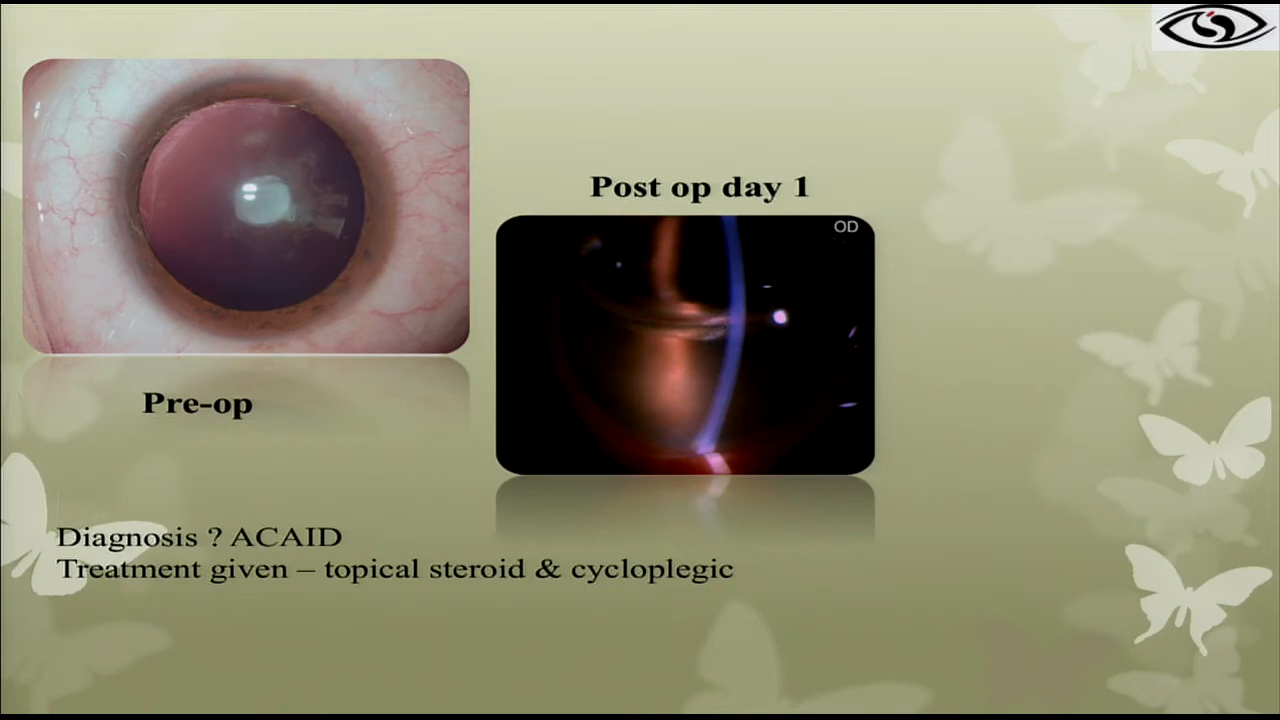 Post op day 1
OD
Pre-op
Diagnosis ? ACAID
Treatment given – topical steroid & cycloplegic